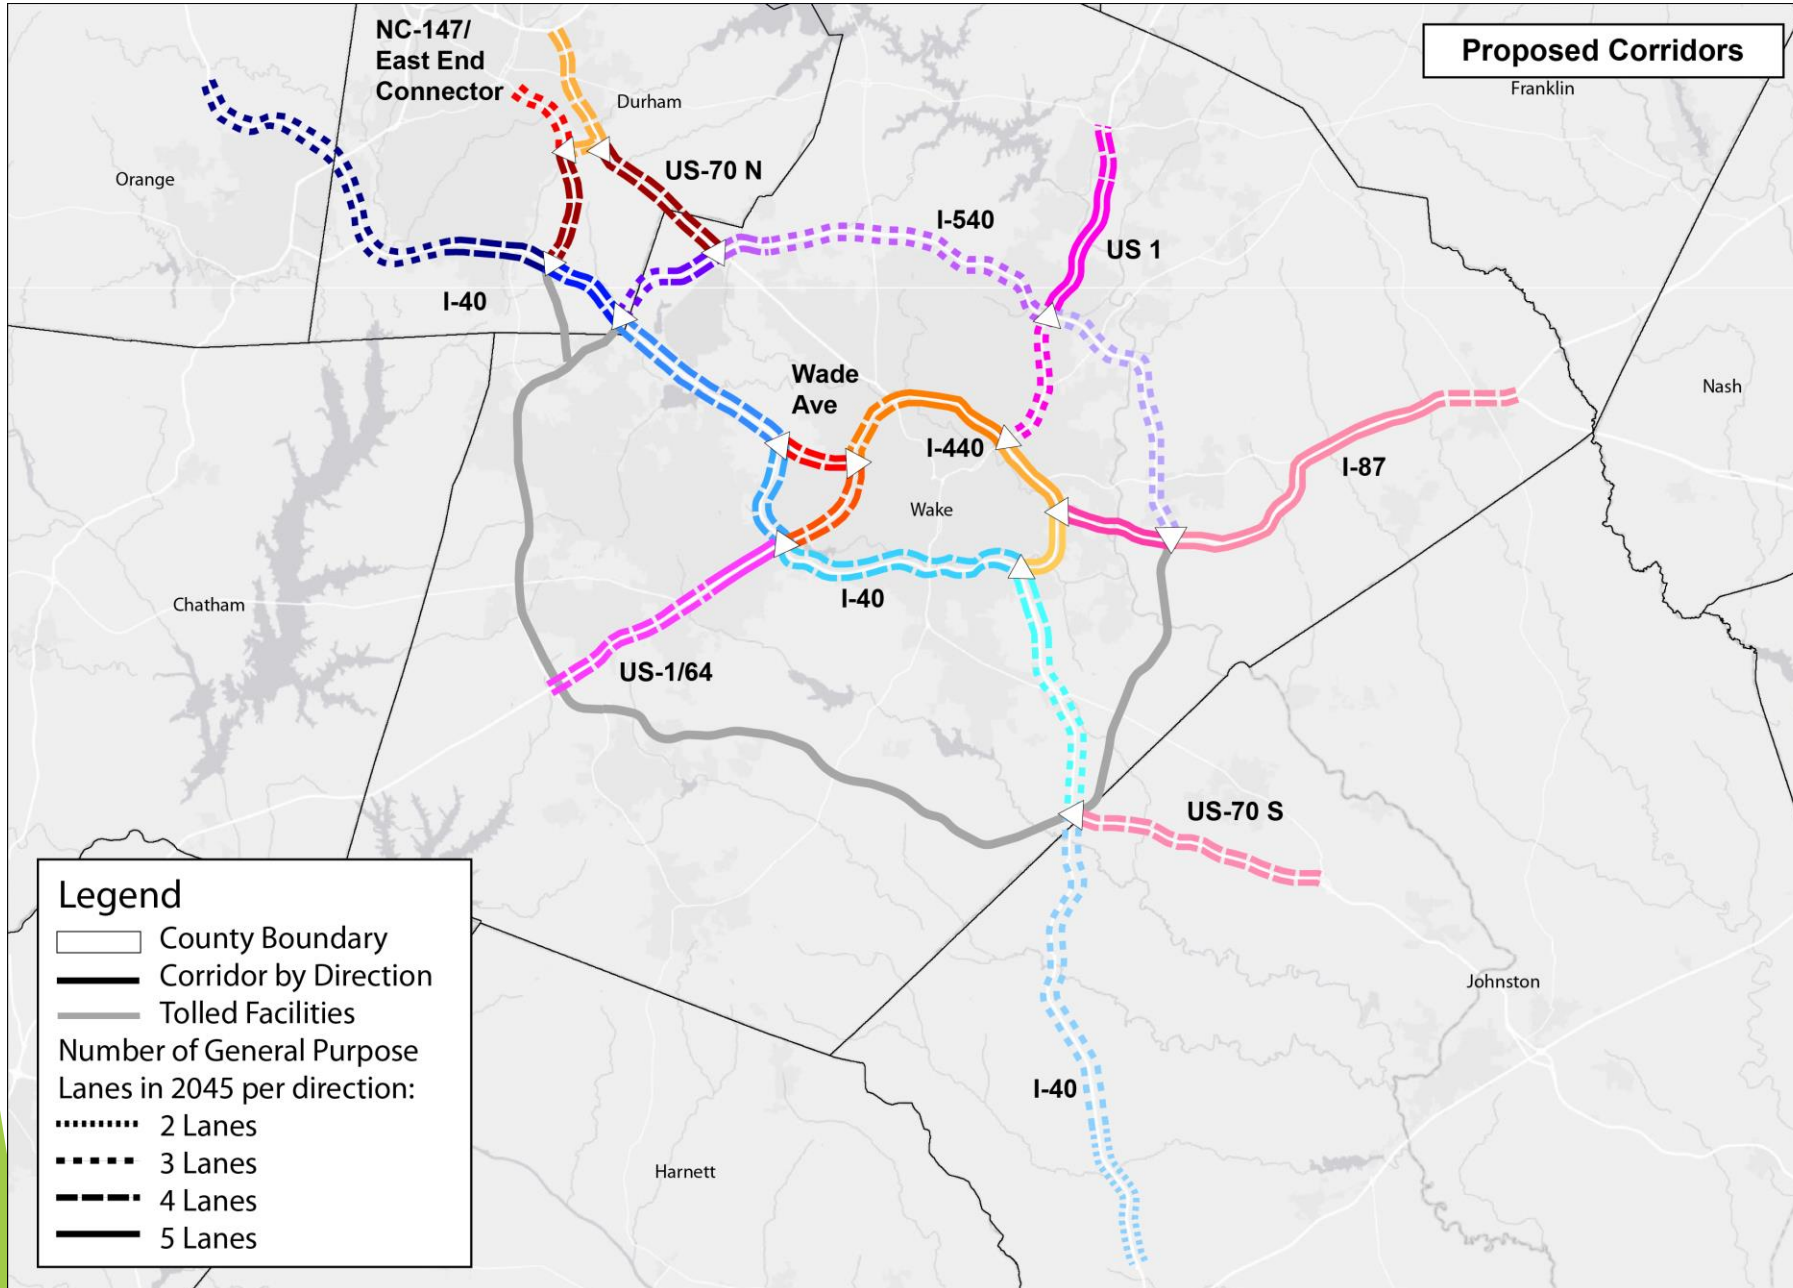 NC-147/
East End
Connector
Proposed Corridors
Franklin
Durham
US-70 N
Orange
I-540
US 1
I-40
Wade
Ave
Nash
I-440
I-87
Wake
Chatham
I-40
US-1/64
US-70 S
Johnston
I-40
Harnett
Legend
County Boundary
Corridor by Direction
Tolled Facilities
Number of General Purpose
Lanes in 2045 per direction:
2 Lanes
3 Lanes
4 Lanes
5 Lanes